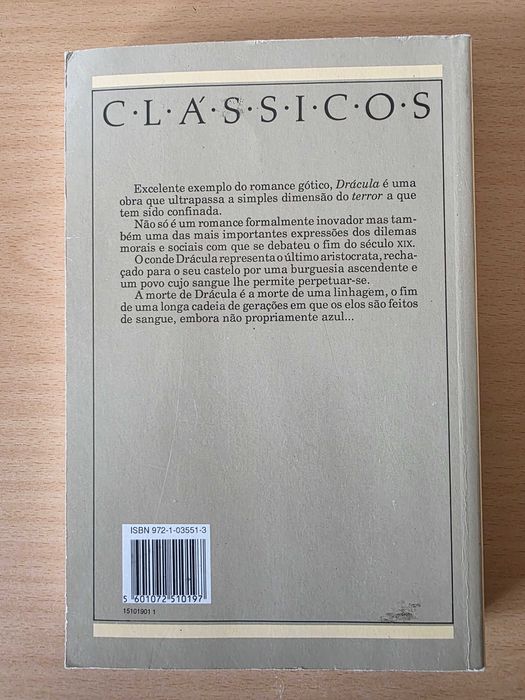 C·L·Á·S·S·I·C·O·S
Excelente exemplo do romance gótico, Drácula é uma
obra que ultrapassa a simples dimensão do terror a que
tem sido confinada.
Não só é um romance formalmente inovador mas tam-
bém uma das mais importantes expressões dos dilemas
morais e sociais com que se debateu o fim do século XIX.
O conde Drácula representa o último aristocrata, recha-
çado para o seu castelo por uma burguesia ascendente e
um povo cujo sangue lhe permite perpetuar-se.
A morte de Drácula é a morte de uma linhagem, o fim
de uma longa cadeia de gerações em que os elos são feitos
de sangue, embora não propriamente azul...
ISBN 972-1-03551-3
5 601072 510197
15101901 1